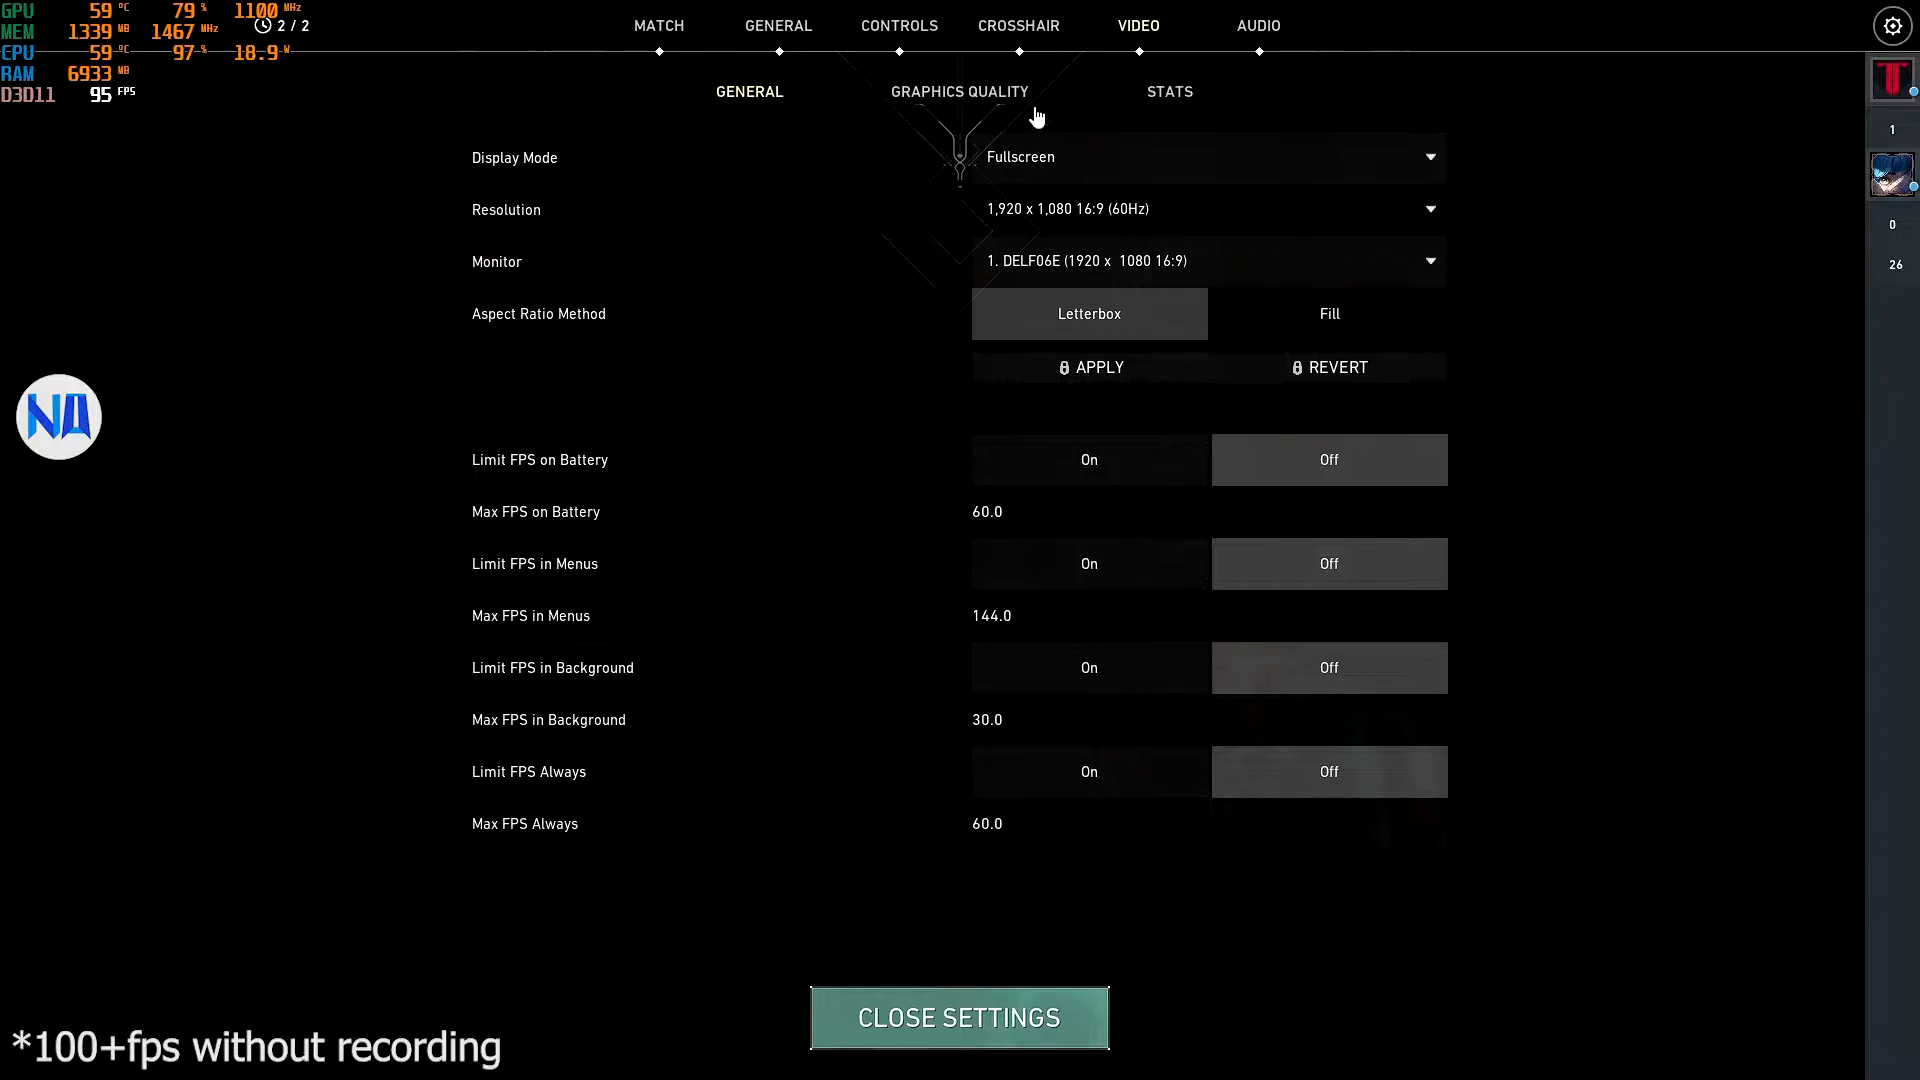 GPU 59 °C 79 % 1100 MHz
MEM 1339 MB 1467 MHz
2 / 2
CPU 59 °C 97 % 18.9 W
RAM 6933 MB
D3D11 95 FPS
MATCH GENERAL CONTROLS CROSSHAIR VIDEO AUDIO
GENERAL GRAPHICS QUALITY STATS
Display Mode Fullscreen
Resolution 1,920 x 1,080 16:9 (60Hz)
Monitor 1. DELF06E (1920 x 1080 16:9)
Aspect Ratio Method Letterbox Fill
APPLY REVERT
Limit FPS on Battery On Off
Max FPS on Battery 60.0
Limit FPS in Menus On Off
Max FPS in Menus 144.0
Limit FPS in Background On Off
Max FPS in Background 30.0
Limit FPS Always On Off
Max FPS Always 60.0
CLOSE SETTINGS
1
0
26
NA
*100+fps without recording